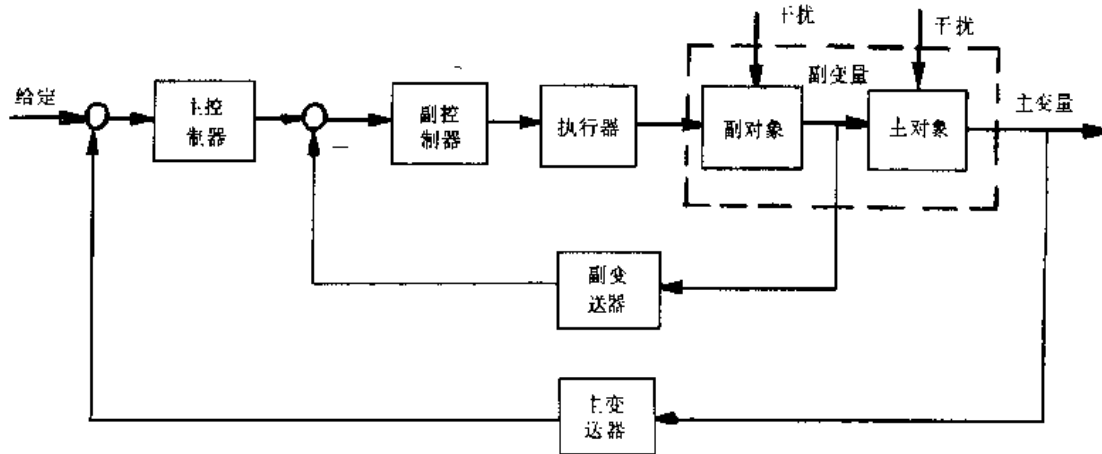 干扰
干扰
给定
主控
制器
副控
制器
执行器
副变量
副对象
土对象
主变量
副变
送器
主变
送器